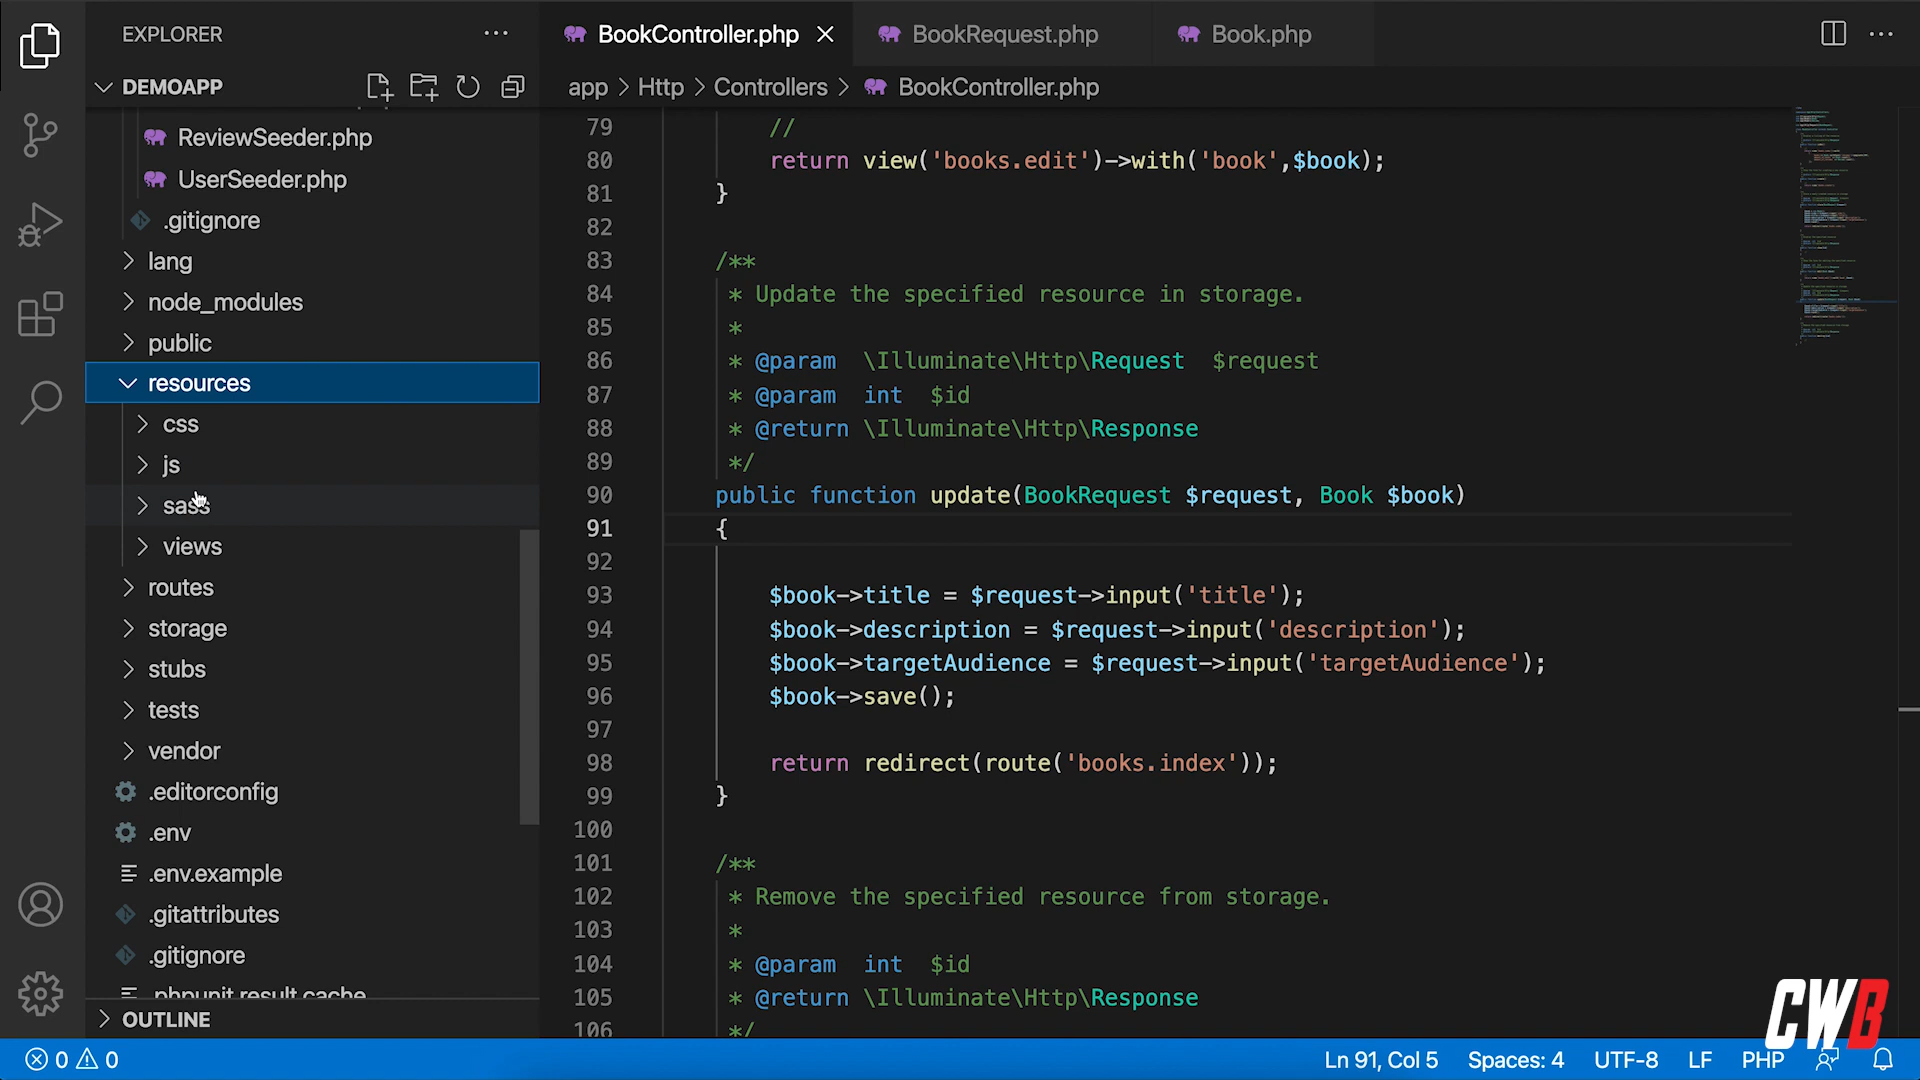 EXPLORER
BookController.php
BookRequest.php
Book.php
DEMOAPP
app > Http > Controllers > BookController.php
ReviewSeeder.php
UserSeeder.php
.gitignore
lang
node_modules
public
resources
css
js
sass
views
routes
storage
stubs
tests
vendor
.editorconfig
.env
.env.example
.gitattributes
.gitignore
.phpunit.result.cache
OUTLINE
79 //
80 return view('books.edit')->with('book',$book);
81 }
82
83 /**
84 * Update the specified resource in storage.
85 *
86 * @param  \Illuminate\Http\Request  $request
87 * @param  int  $id
88 * @return \Illuminate\Http\Response
89 */
90 public function update(BookRequest $request, Book $book)
91 {
92
93 $book->title = $request->input('title');
94 $book->description = $request->input('description');
95 $book->targetAudience = $request->input('targetAudience');
96 $book->save();
97
98 return redirect(route('books.index'));
99 }
100
101 /**
102 * Remove the specified resource from storage.
103 *
104 * @param  int  $id
105 * @return \Illuminate\Http\Response
106 */
CWB
0 0
Ln 91, Col 5
Spaces: 4
UTF-8
LF
PHP